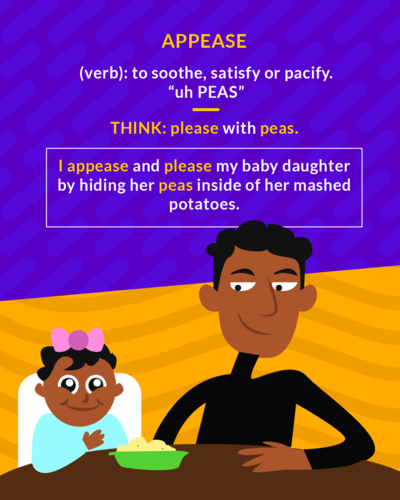 APPEASE
(verb): to soothe, satisfy or pacify.
“uh PEAS”
THINK: please with peas.
I appease and please my baby daughter
by hiding her peas inside of her mashed
potatoes.